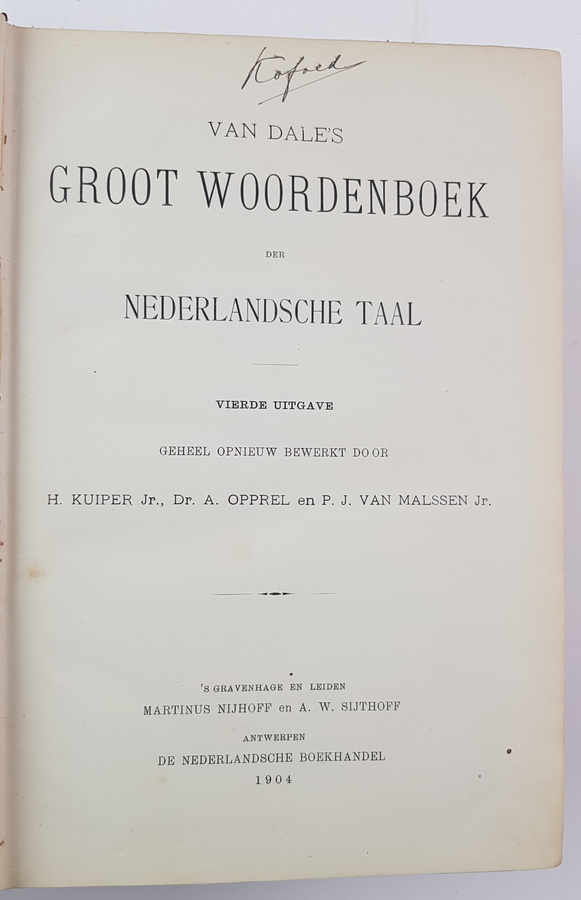 Kofoed
VAN DALE'S
GROOT WOORDENBOEK
DER
NEDERLANDSCHE TAAL
VIERDE UITGAVE
GEHEEL OPNIEUW BEWERKT DOOR
H. KUIPER Jr., Dr. A. OPPREL en P. J. VAN MALSSEN Jr.
'S GRAVENHAGE EN LEIDEN
MARTINUS NIJHOFF en A. W. SIJTHOFF
ANTWERPEN
DE NEDERLANDSCHE BOEKHANDEL
1904